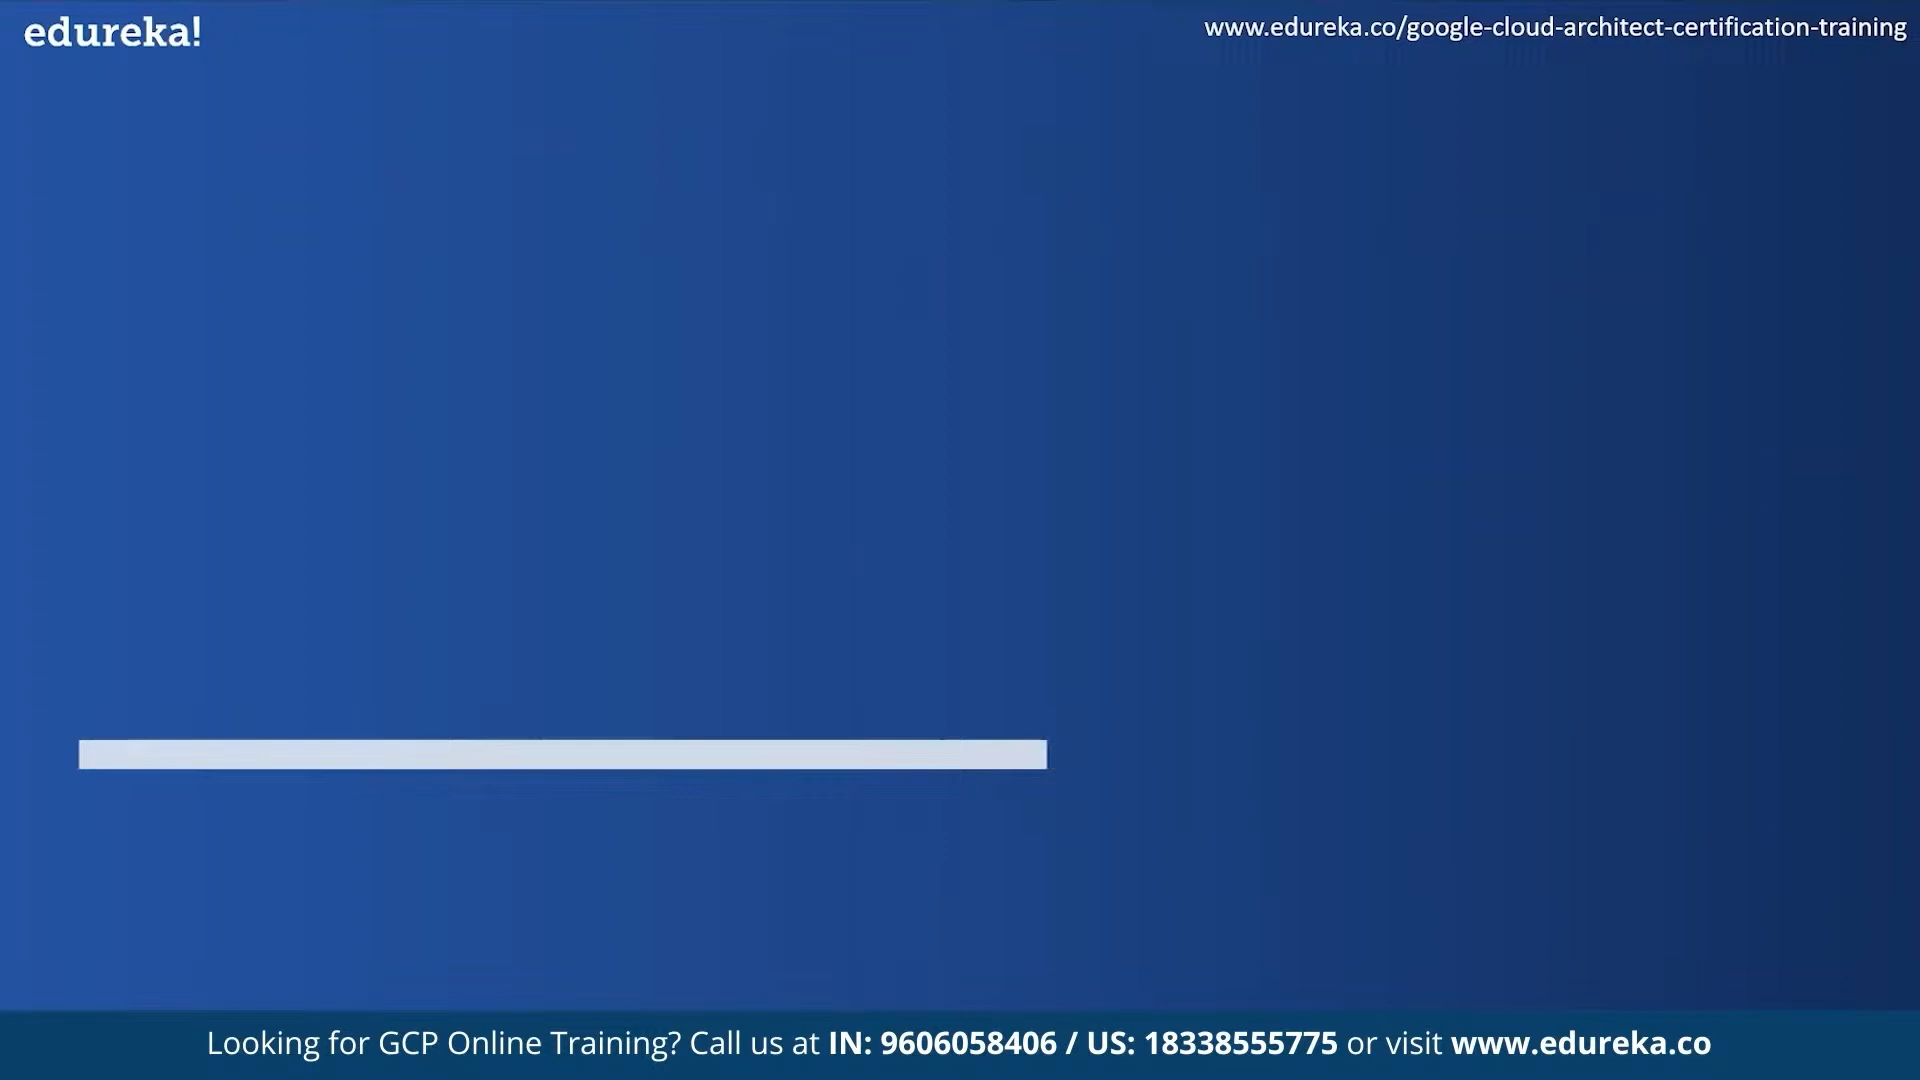 edureka!
www.edureka.co/google-cloud-architect-certification-training
Looking for GCP Online Training? Call us at IN: 9606058406 / US: 18338555775 or visit www.edureka.co